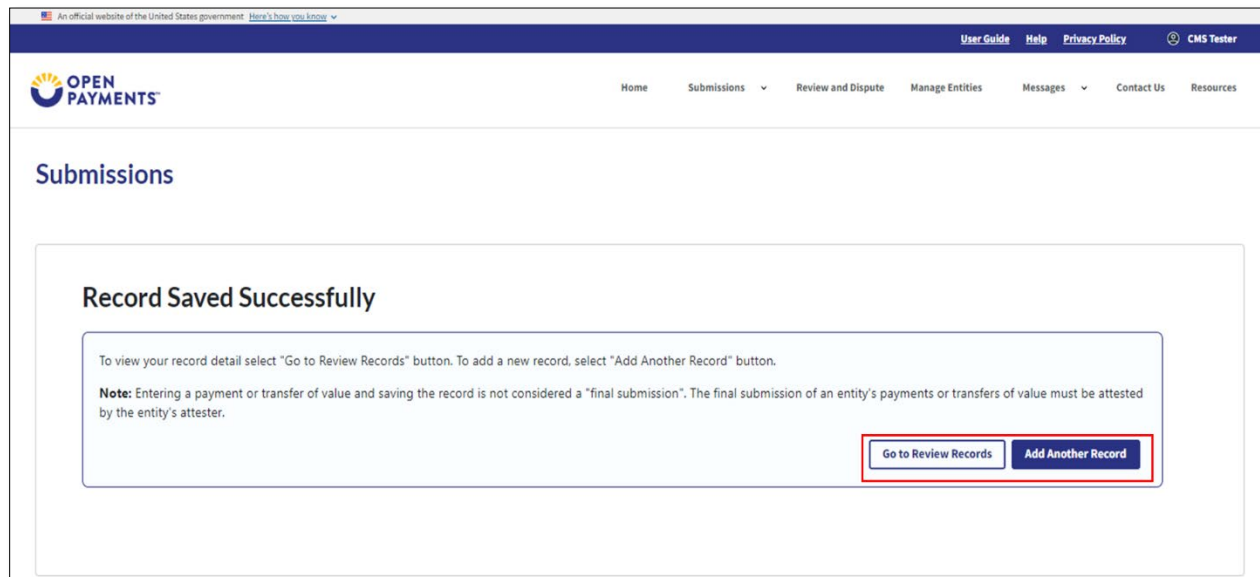 An official website of the United States government Here's how you know
User Guide Help Privacy Policy CMS Tester
OPEN
PAYMENTS™
Home Submissions Review and Dispute Manage Entities Messages Contact Us Resources
Submissions
Record Saved Successfully
To view your record detail select "Go to Review Records" button. To add a new record, select "Add Another Record" button.
Note: Entering a payment or transfer of value and saving the record is not considered a "final submission". The final submission of an entity's payments or transfers of value must be attested
by the entity's attester.
Go to Review Records Add Another Record